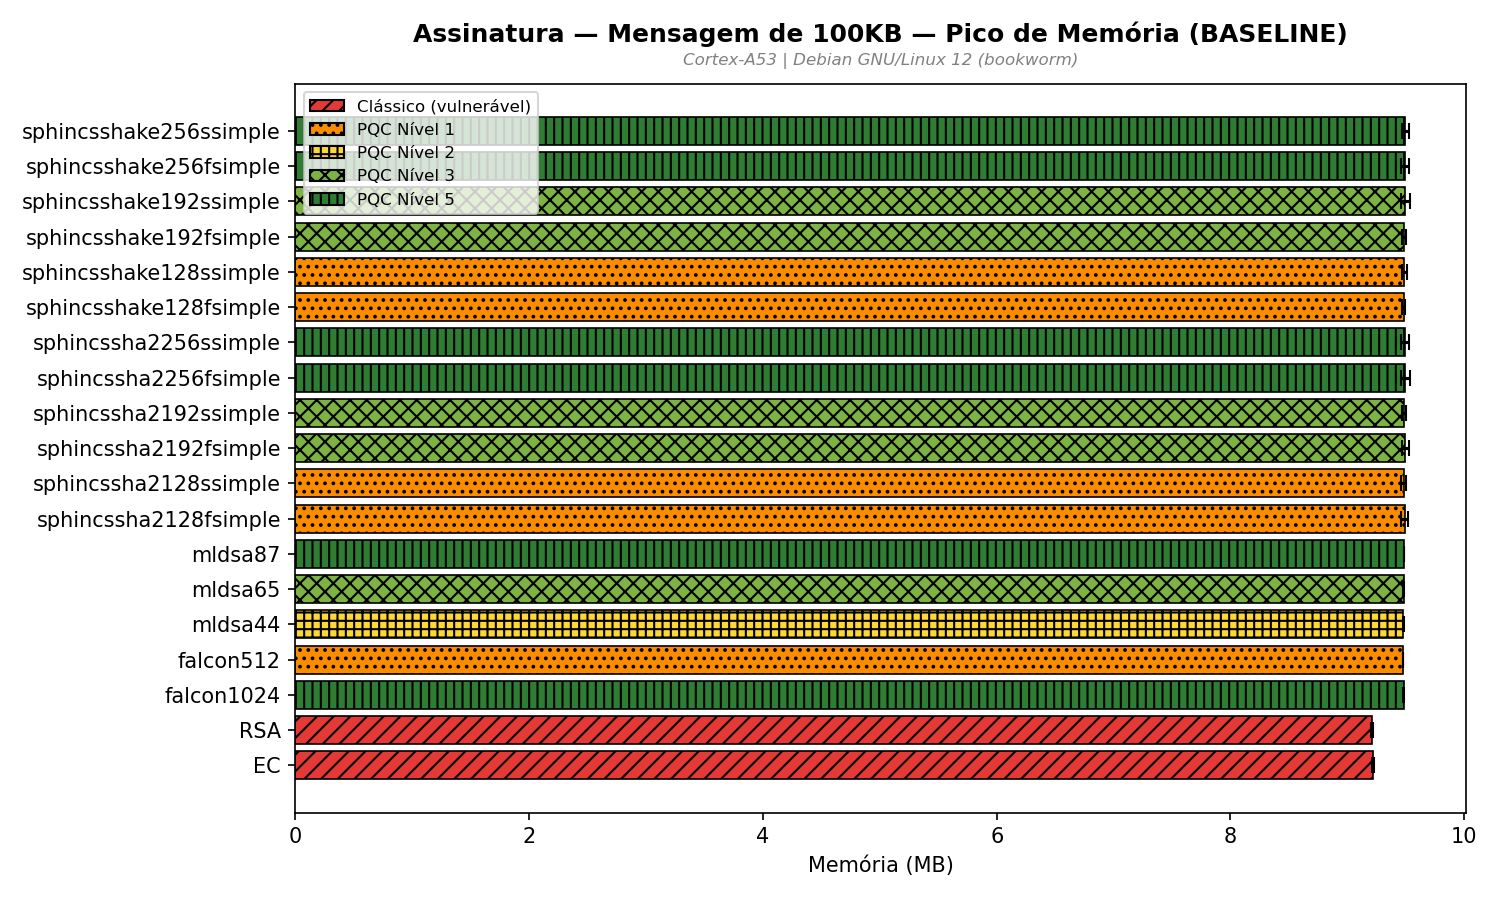 Assinatura — Mensagem de 100KB — Pico de Memória (BASELINE)
Cortex-A53 | Debian GNU/Linux 12 (bookworm)
Clássico (vulnerável)
PQC Nível 1
PQC Nível 2
PQC Nível 3
PQC Nível 5
sphincsshake256ssimple
sphincsshake256fsimple
sphincsshake192ssimple
sphincsshake192fsimple
sphincsshake128ssimple
sphincsshake128fsimple
sphincssha2256ssimple
sphincssha2256fsimple
sphincssha2192ssimple
sphincssha2192fsimple
sphincssha2128ssimple
sphincssha2128fsimple
mldsa87
mldsa65
mldsa44
falcon512
falcon1024
RSA
EC
0 2 4 6 8 10
Memória (MB)